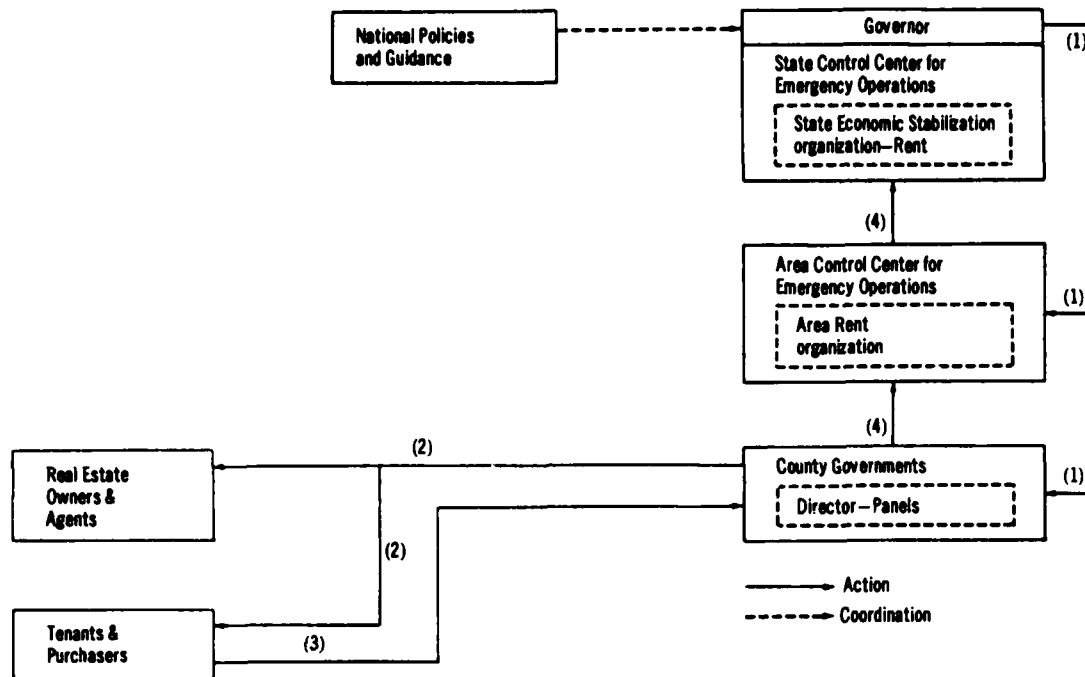 National Policies
and Guidance
Governor
(1)
State Control Center for
Emergency Operations
State Economic Stabilization
organization—Rent
(4)
Area Control Center for
Emergency Operations
(1)
Area Rent
organization
(4)
(2)
County Governments
(1)
Real Estate
Owners &
Agents
Director — Panels
(2)
Action
Coordination
Tenants &
Purchasers
(3)